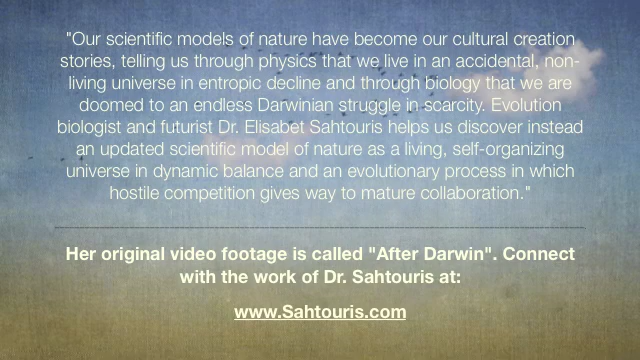 "Our scientific models of nature have become our cultural creation
stories, telling us through physics that we live in an accidental, non-
living universe in entropic decline and through biology that we are
doomed to an endless Darwinian struggle in scarcity. Evolution
biologist and futurist Dr. Elisabet Sahtouris helps us discover instead
an updated scientific model of nature as a living, self-organizing
universe in dynamic balance and an evolutionary process in which
hostile competition gives way to mature collaboration."
Her original video footage is called "After Darwin". Connect
with the work of Dr. Sahtouris at:
www.Sahtouris.com